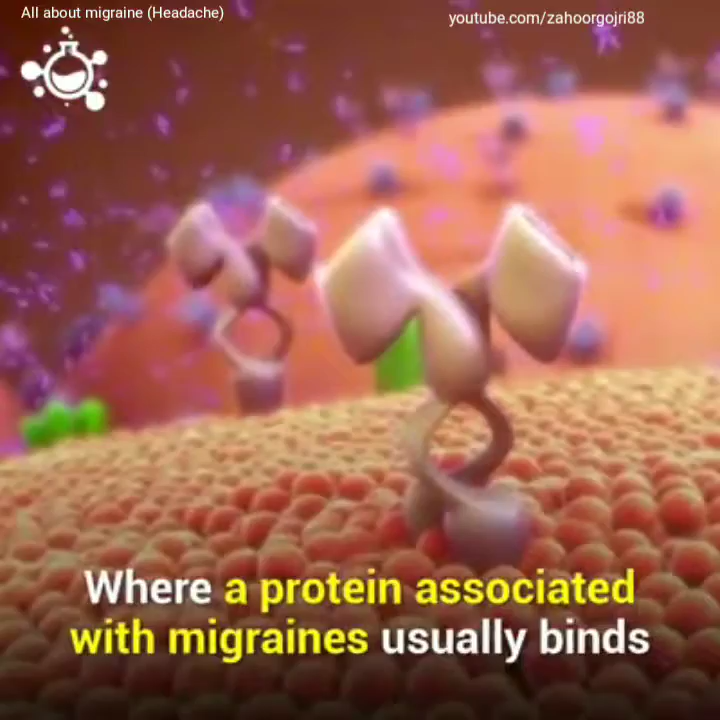 All about migraine (Headache)
youtube.com/zahoorgojri88
Where a protein associated
with migraines usually binds